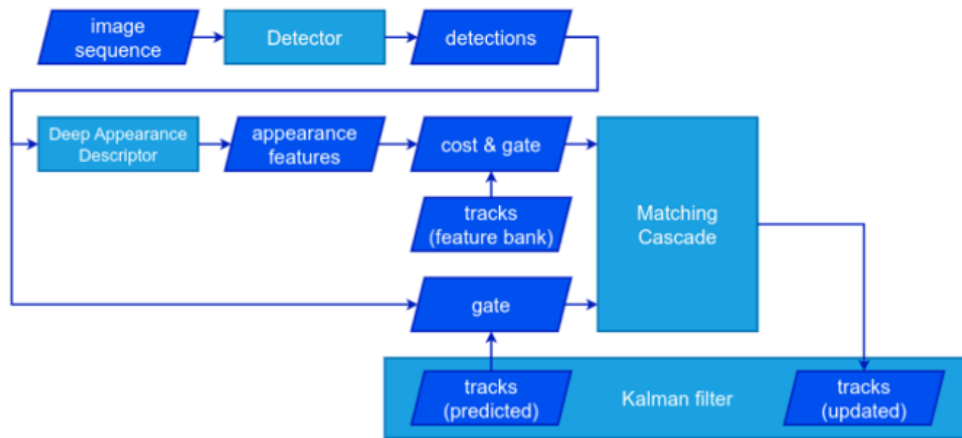 image
sequence
Detector
detections
Deep Appearance
Descriptor
appearance
features
cost & gate
tracks
(feature bank)
Matching
Cascade
gate
tracks
(predicted)
Kalman filter
tracks
(updated)